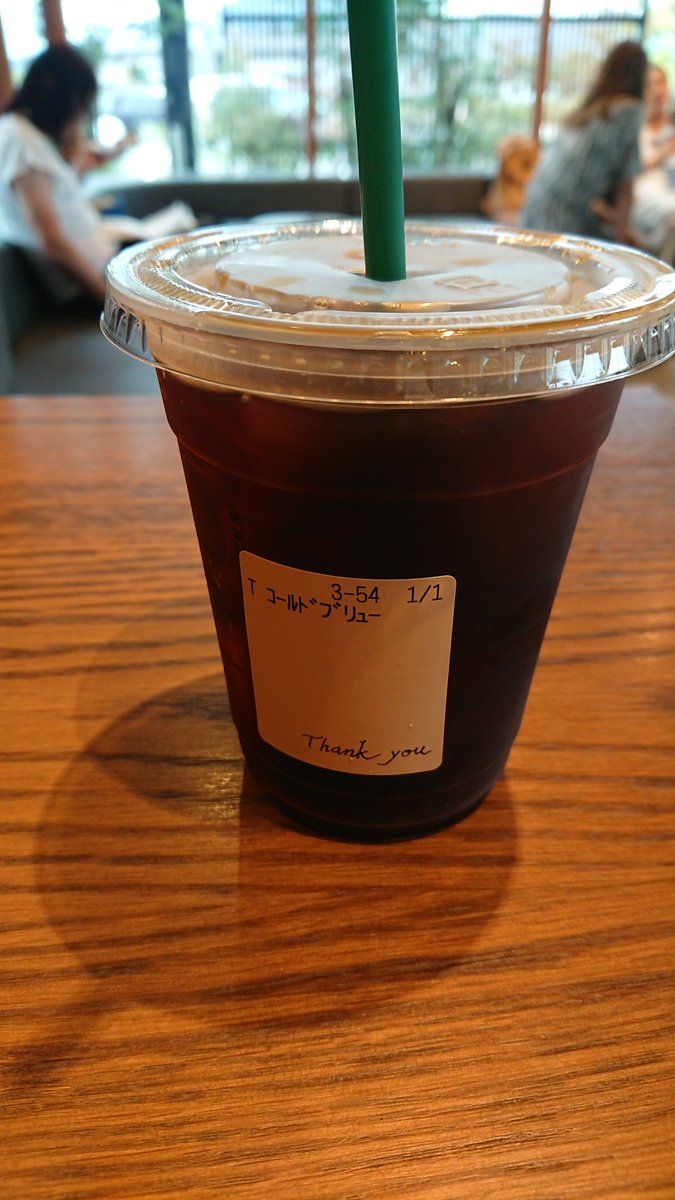 3-54 1/1
T ｺｰﾙﾄﾞﾌﾞﾘｭｰ
Thank you